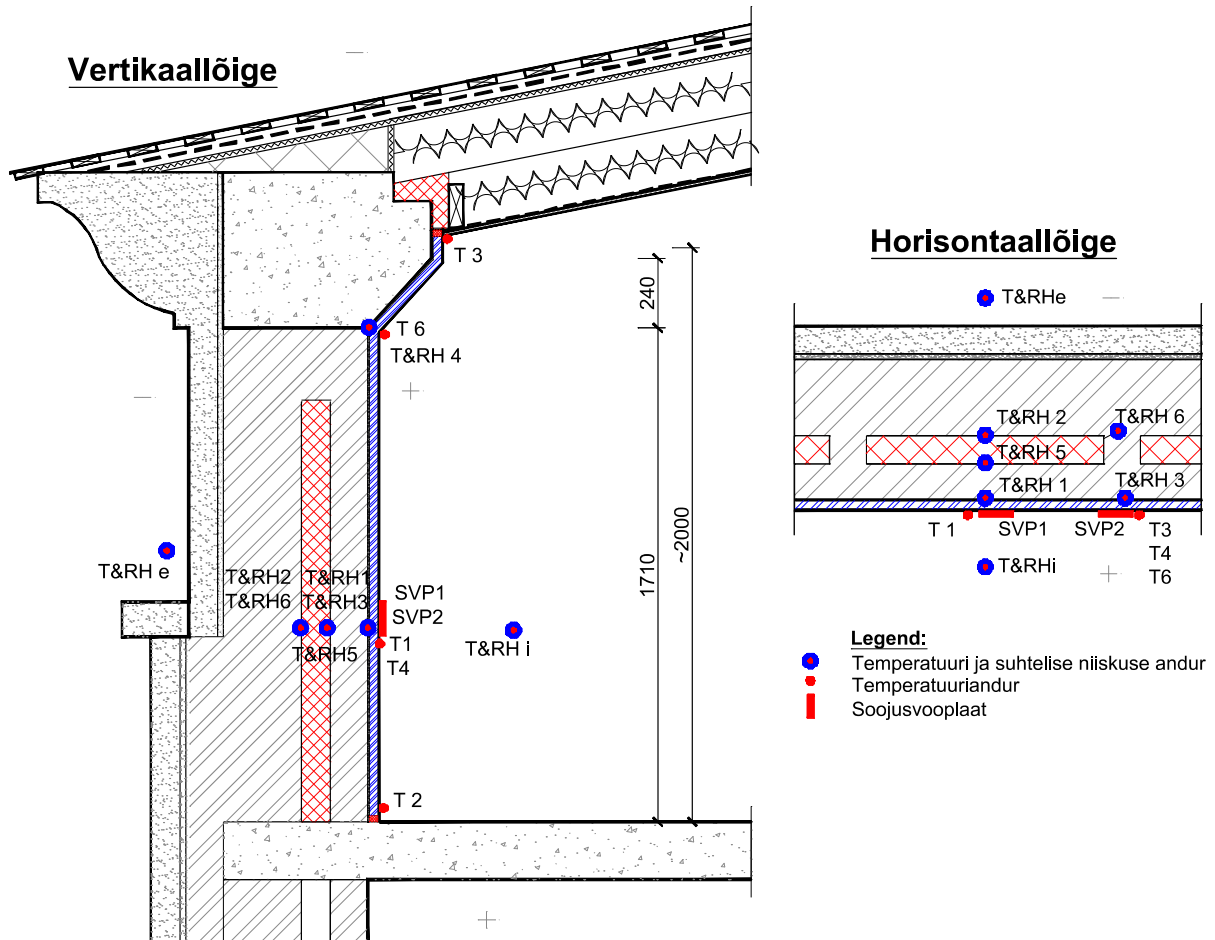 Vertikaallõige
T 3
240
T 6
T&RH 4
~2000
1710
T&RH e
T&RH2
T&RH1
T&RH6
T&RH3
SVP1
SVP2
T&RH5
T1
T4
T&RH i
T 2
Horisontaallõige
T&RHe
T&RH 2
T&RH 6
T&RH 5
T&RH 1
T&RH 3
T 1
SVP1
SVP2
T3
T4
T6
T&RHi
Legend:
Temperatuuri ja suhtelise niiskuse andur
Temperatuuriandur
Soojusvooplaat